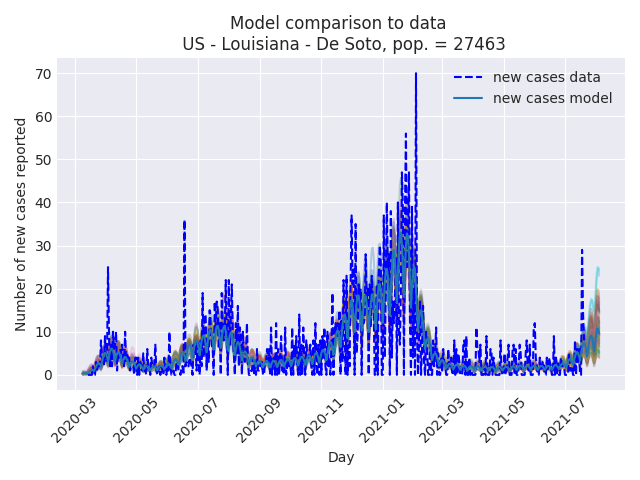 Model comparison to data
US - Louisiana - De Soto, pop. = 27463
new cases data
new cases model
Number of new cases reported
70
60
50
40
30
20
10
0
2020-03
2020-05
2020-07
2020-09
2020-11
2021-01
2021-03
2021-05
2021-07
Day